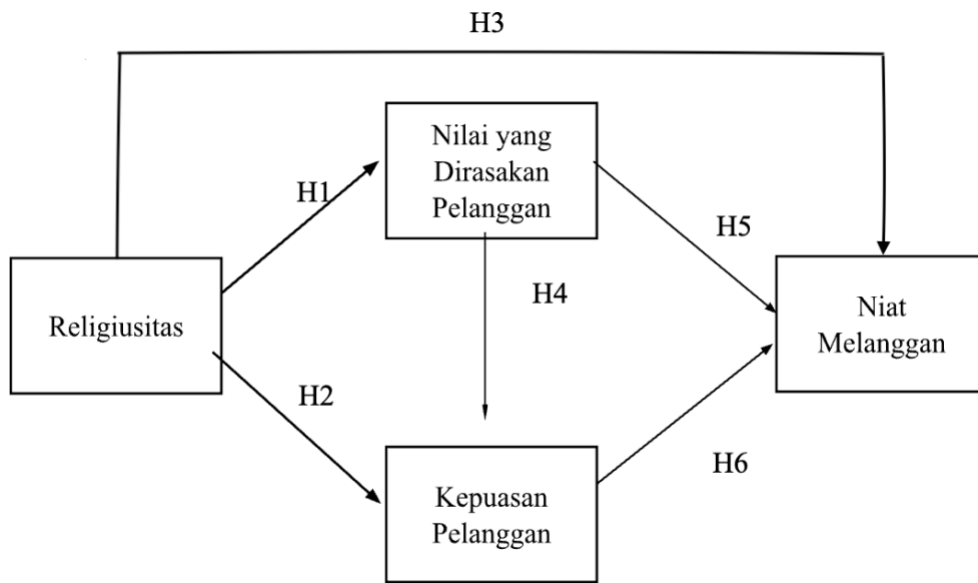 H3
Nilai yang
Dirasakan
Pelanggan
H1
H5
H4
Religiusitas
Niat
Melanggan
H2
H6
Kepuasan
Pelanggan